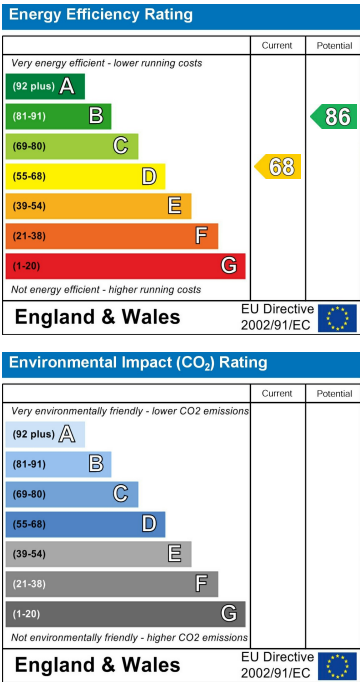 Energy Efficiency Rating
Current Potential
Very energy efficient - lower running costs
(92 plus) A
(81-91) B
86
(69-80) C
(55-68) D
68
(39-54) E
(21-38) F
(1-20) G
Not energy efficient - higher running costs
England & Wales
EU Directive
2002/91/EC
Environmental Impact (CO₂) Rating
Current Potential
Very environmentally friendly - lower CO2 emissions
(92 plus) A
(81-91) B
(69-80) C
(55-68) D
(39-54) E
(21-38) F
(1-20) G
Not environmentally friendly - higher CO2 emissions
England & Wales
EU Directive
2002/91/EC